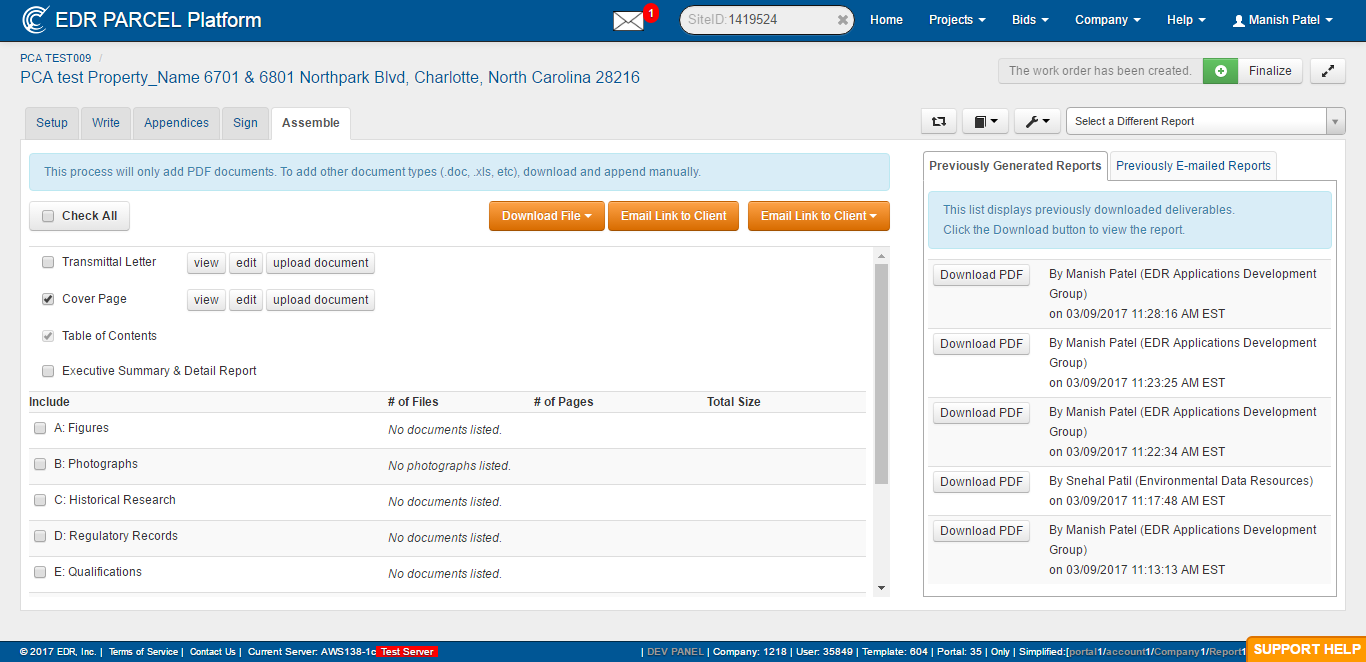 EDR PARCEL Platform
1
SiteID:1419524
Home
Projects
Bids
Company
Help
Manish Patel
PCA TEST009 /
PCA test Property_Name 6701 & 6801 Northpark Blvd, Charlotte, North Carolina 28216
The work order has been created.
Finalize
Setup
Write
Appendices
Sign
Assemble
Select a Different Report
This process will only add PDF documents. To add other document types (.doc, .xls, etc), download and append manually.
Check All
Download File
Email Link to Client
Email Link to Client
Transmittal Letter
view
edit
upload document
Cover Page
view
edit
upload document
Table of Contents
Executive Summary & Detail Report
Include # of Files # of Pages Total Size
A: Figures No documents listed.
B: Photographs No photographs listed.
C: Historical Research No documents listed.
D: Regulatory Records No documents listed.
E: Qualifications No documents listed.
Previously Generated Reports
Previously E-mailed Reports
This list displays previously downloaded deliverables.
Click the Download button to view the report.
Download PDF
By Manish Patel (EDR Applications Development
Group)
on 03/09/2017 11:28:16 AM EST
Download PDF
By Manish Patel (EDR Applications Development
Group)
on 03/09/2017 11:23:25 AM EST
Download PDF
By Manish Patel (EDR Applications Development
Group)
on 03/09/2017 11:22:34 AM EST
Download PDF
By Snehal Patil (Environmental Data Resources)
on 03/09/2017 11:17:48 AM EST
Download PDF
By Manish Patel (EDR Applications Development
Group)
on 03/09/2017 11:13:13 AM EST
© 2017 EDR, Inc. | Terms of Service | Contact Us | Current Server: AWS138-1c Test Server
| DEV PANEL | Company: 1218 | User: 35849 | Template: 604 | Portal: 35 | Only | Simplified:[portal1/account1/Company1/Report1
SUPPORT HELP